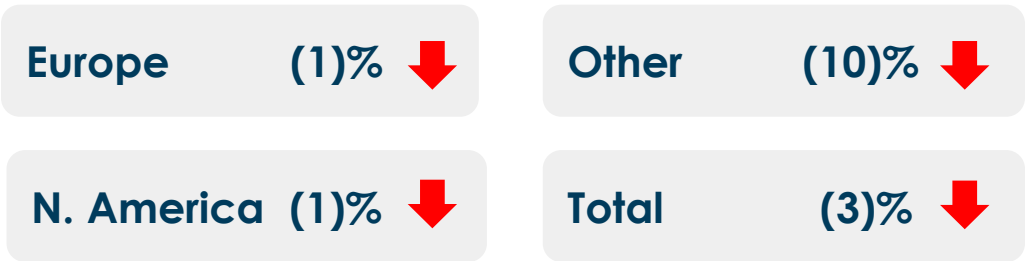 Europe (1)%
Other (10)%
N. America (1)%
Total (3)%